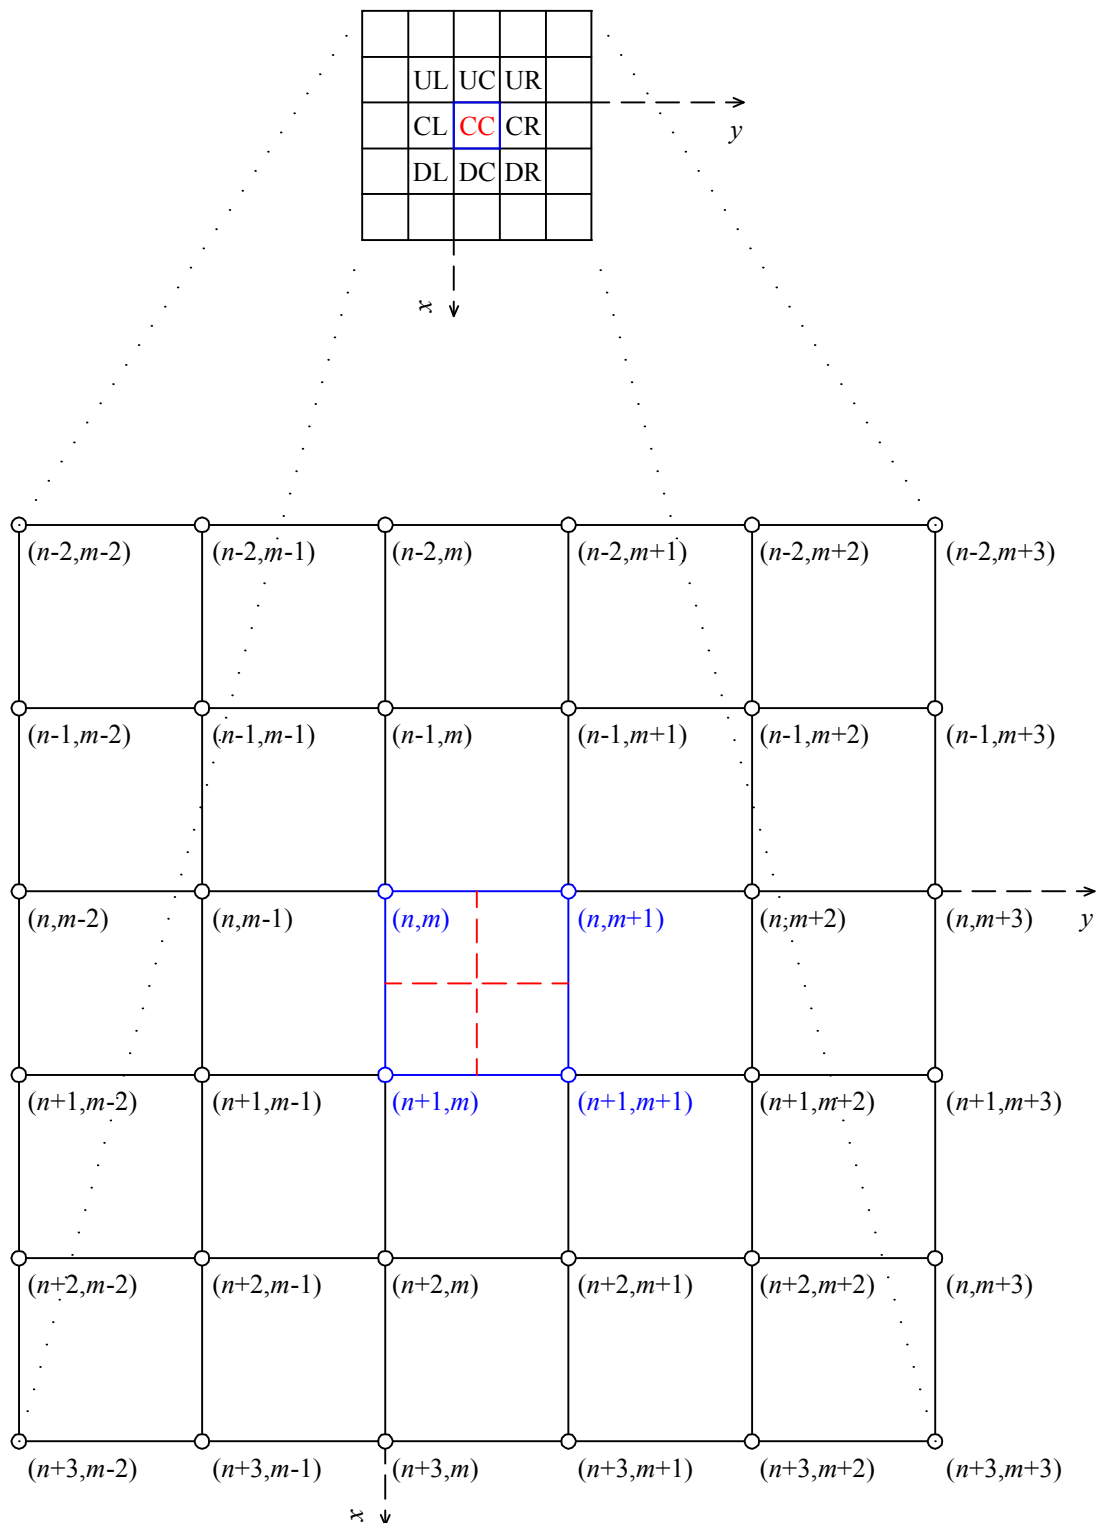 UL UC UR
CL CC CR
y
DL DC DR
x
(n-2,m-2) (n-2,m-1) (n-2,m) (n-2,m+1) (n-2,m+2) (n-2,m+3)
(n-1,m-2) (n-1,m-1) (n-1,m) (n-1,m+1) (n-1,m+2) (n-1,m+3)
(n,m-2) (n,m-1) (n,m) (n,m+1) (n,m+2) (n,m+3) y
(n+1,m-2) (n+1,m-1) (n+1,m) (n+1,m+1) (n+1,m+2) (n+1,m+3)
(n+2,m-2) (n+2,m-1) (n+2,m) (n+2,m+1) (n+2,m+2) (n,m+3)
(n+3,m-2) (n+3,m-1) (n+3,m) (n+3,m+1) (n+3,m+2) (n+3,m+3)
x